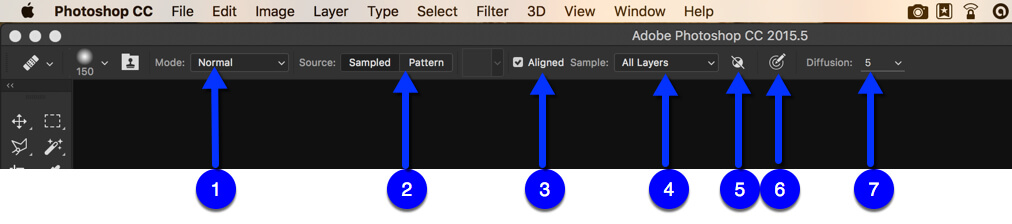 Photoshop CC File Edit Image Layer Type Select Filter 3D View Window Help
Adobe Photoshop CC 2015.5
150 Mode: Normal Source: Sampled Pattern Aligned Sample: All Layers Diffusion: 5
1 2 3 4 5 6 7